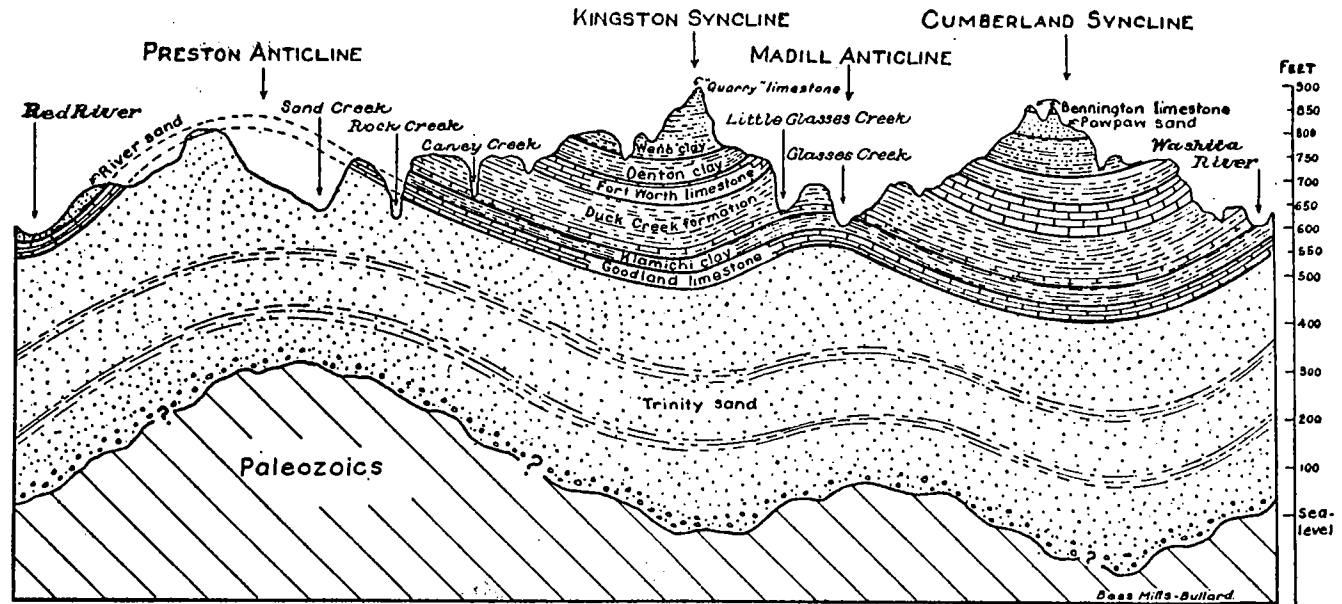 KINGSTON SYNCLINE
CUMBERLAND SYNCLINE
PRESTON ANTICLINE
MADILL ANTICLINE
FEET
"Quarry" limestone
Red River
River sand
Sand Creek
Rock Creek
Caney Creek
Little Glasses Creek
Glasses Creek
Bennington limestone
Pawpaw sand
Washita
River
Weno clay
Denton clay
Fort Worth limestone
Duck Creek formation
Kiamichi clay
Goodland limestone
Trinity sand
Paleozoics
?
?
?
900
800
750
700
650
600
550
500
400
300
200
100
Sea-
level
Bess Mills-Bullard.